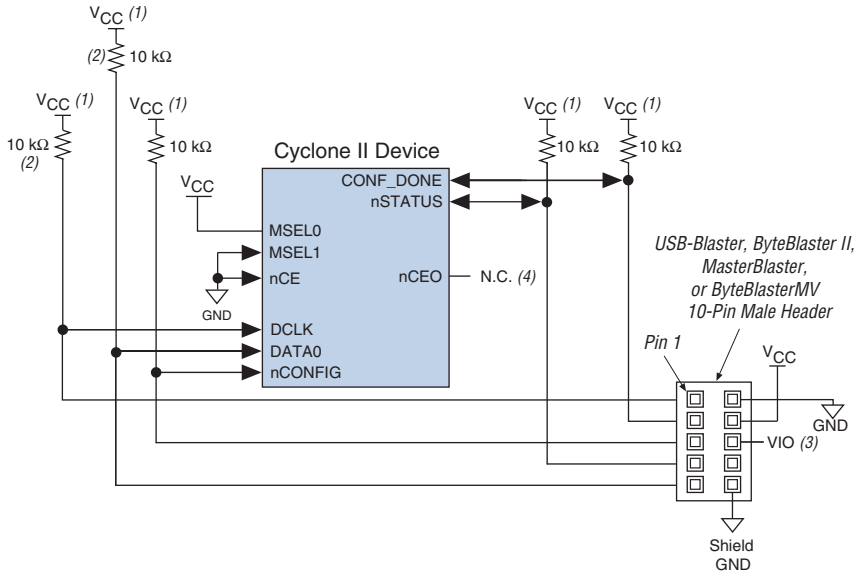 VCC (1)
(2) 10 kΩ
VCC (1)
10 kΩ
(2)
VCC (1)
10 kΩ
VCC (1)
10 kΩ
VCC (1)
10 kΩ
Cyclone II Device
VCC
CONF_DONE
nSTATUS
MSEL0
MSEL1
nCE
nCEO
N.C. (4)
GND
DCLK
DATA0
nCONFIG
USB-Blaster, ByteBlaster II,
MasterBlaster,
or ByteBlasterMV
10-Pin Male Header
Pin 1
VCC
GND
VIO (3)
Shield
GND